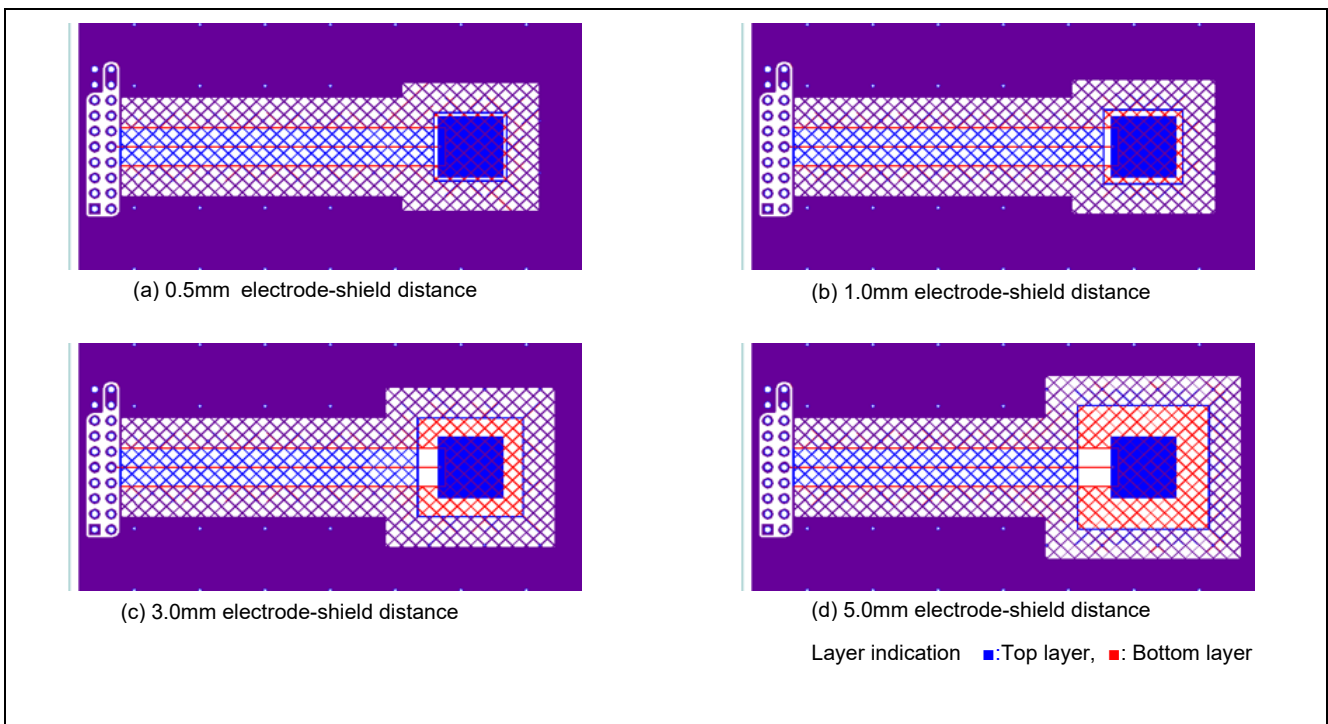 (a) 0.5mm  electrode-shield distance
(b) 1.0mm electrode-shield distance
(c) 3.0mm electrode-shield distance
(d) 5.0mm electrode-shield distance
Layer indication ■:Top layer, ■: Bottom layer